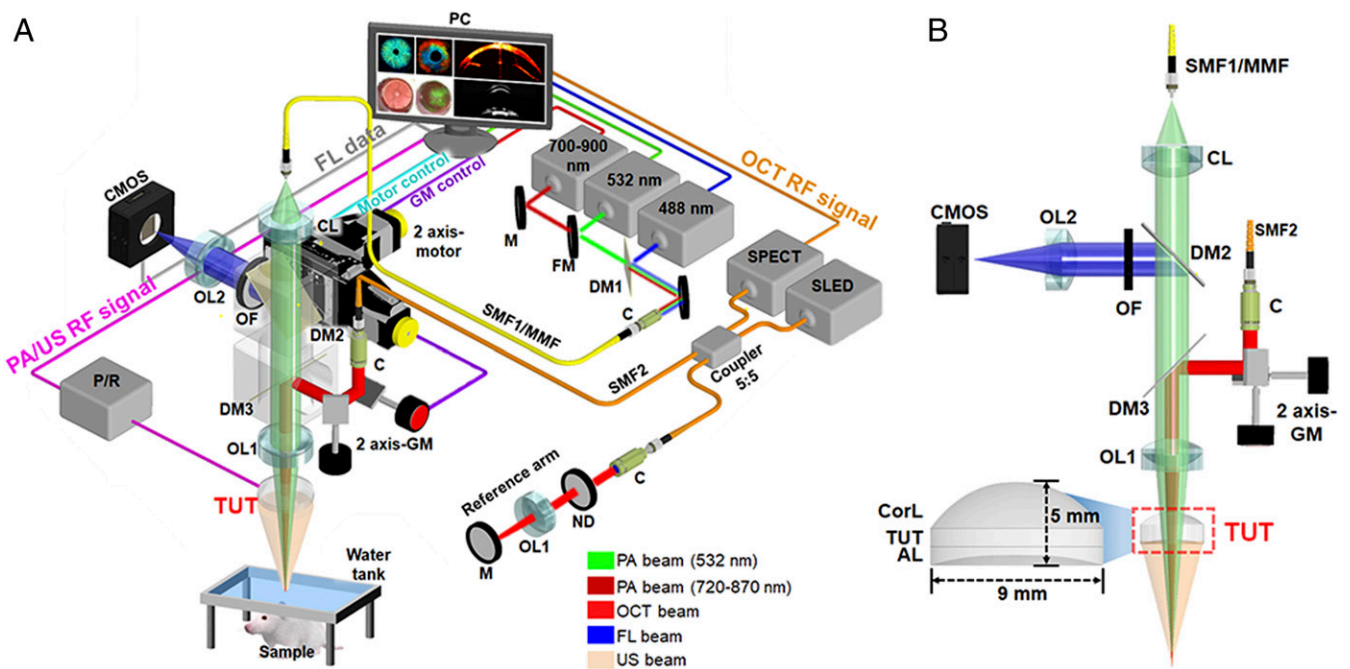 A
PC
FL data
Motor control
GM control
CMOS
OL2
OF
CL
2 axis-
motor
700-900
nm
532 nm
488 nm
M
FM
DM1
C
OCT RF signal
SPECT
SLED
PA/US RF signal
DM2
C
SMF1/MMF
SMF2
Coupler
5:5
P/R
DM3
2 axis-GM
OL1
TUT
Reference arm
C
ND
OL1
M
Water
tank
Sample
PA beam (532 nm)
PA beam (720-870 nm)
OCT beam
FL beam
US beam
B
SMF1/MMF
CL
CMOS
OL2
OF
DM2
SMF2
C
DM3
2 axis-
GM
OL1
CorL
TUT
AL
5 mm
9 mm
TUT